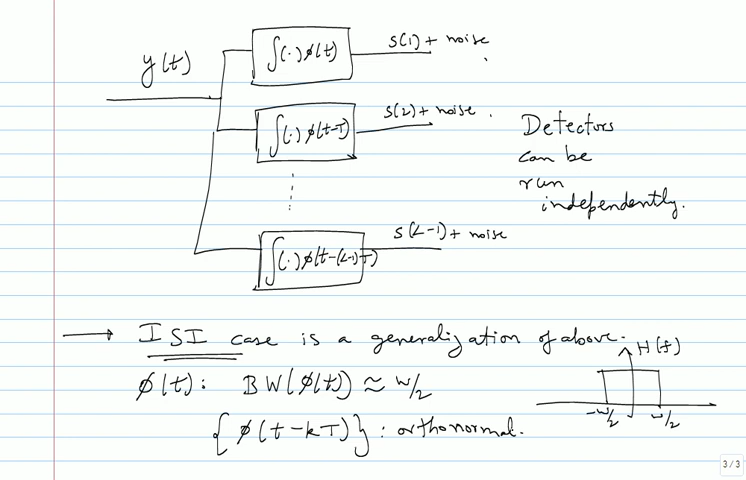 y(t)
∫(·)φ(t)
s(1) + noise
∫(·)φ(t-T)
s(2) + noise
∫(·)φ(t-(L-1)T)
s(L-1) + noise
Detectors
can be
run
independently.
→ ISI case is a generalization of above.
φ(t): BW(φ(t)) ≈ W/2
{φ(t-kT)}: orthonormal.
H(f)
-W/2
W/2
3 / 3